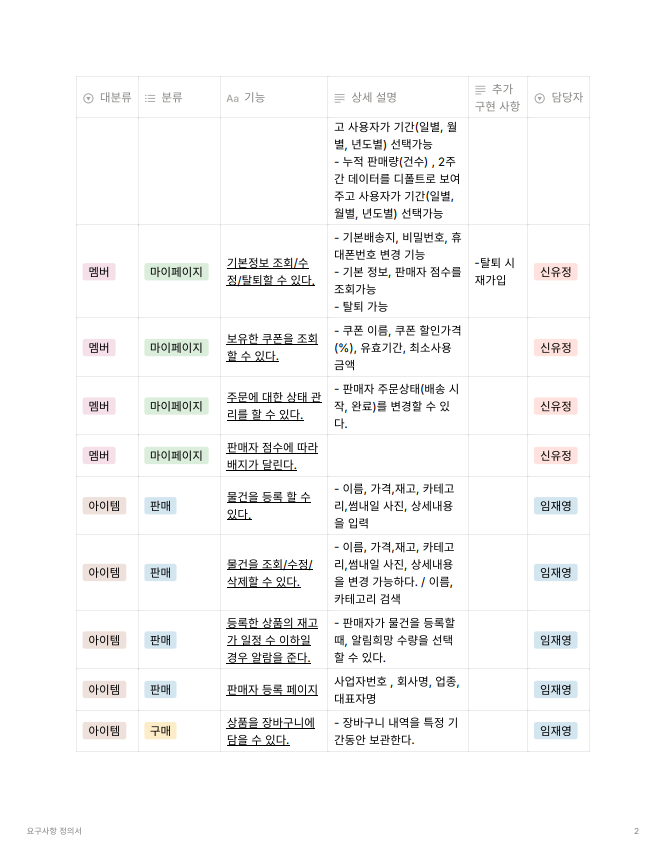 대분류 분류 Aa 기능 상세 설명 추가 구현 사항 담당자
고 사용자가 기간(일별, 월
별, 년도별) 선택가능
- 누적 판매량(건수) , 2주
간 데이터를 디폴트로 보여
주고 사용자가 기간(일별,
월별, 년도별) 선택가능
멤버
마이페이지
기본정보 조회/수
정/탈퇴할 수 있다.
- 기본배송지, 비밀번호, 휴
대폰번호 변경 기능
- 기본 정보, 판매자 점수를
조회가능
- 탈퇴 가능
-탈퇴 시
재가입
신유정
멤버
마이페이지
보유한 쿠폰을 조회
할 수 있다.
- 쿠폰 이름, 쿠폰 할인가격
(%), 유효기간, 최소사용
금액
신유정
멤버
마이페이지
주문에 대한 상태 관
리를 할 수 있다.
- 판매자 주문상태(배송 시
작, 완료)를 변경할 수 있
다.
신유정
멤버
마이페이지
판매자 점수에 따라
배지가 달린다.
신유정
아이템
판매
물건을 등록 할 수
있다.
- 이름, 가격,재고, 카테고
리,썸내일 사진, 상세내용
을 입력
임재영
아이템
판매
물건을 조회/수정/
삭제할 수 있다.
- 이름, 가격,재고, 카테고
리,썸내일 사진, 상세내용
을 변경 가능하다. / 이름,
카테고리 검색
임재영
아이템
판매
등록한 상품의 재고
가 일정 수 이하일
경우 알람을 준다.
- 판매자가 물건을 등록할
때, 알림희망 수량을 선택
할 수 있다.
임재영
아이템
판매
판매자 등록 페이지
사업자번호 , 회사명, 업종,
대표자명
임재영
아이템
구매
상품을 장바구니에
담을 수 있다.
- 장바구니 내역을 특정 기
간동안 보관한다.
임재영
요구사항 정의서
2